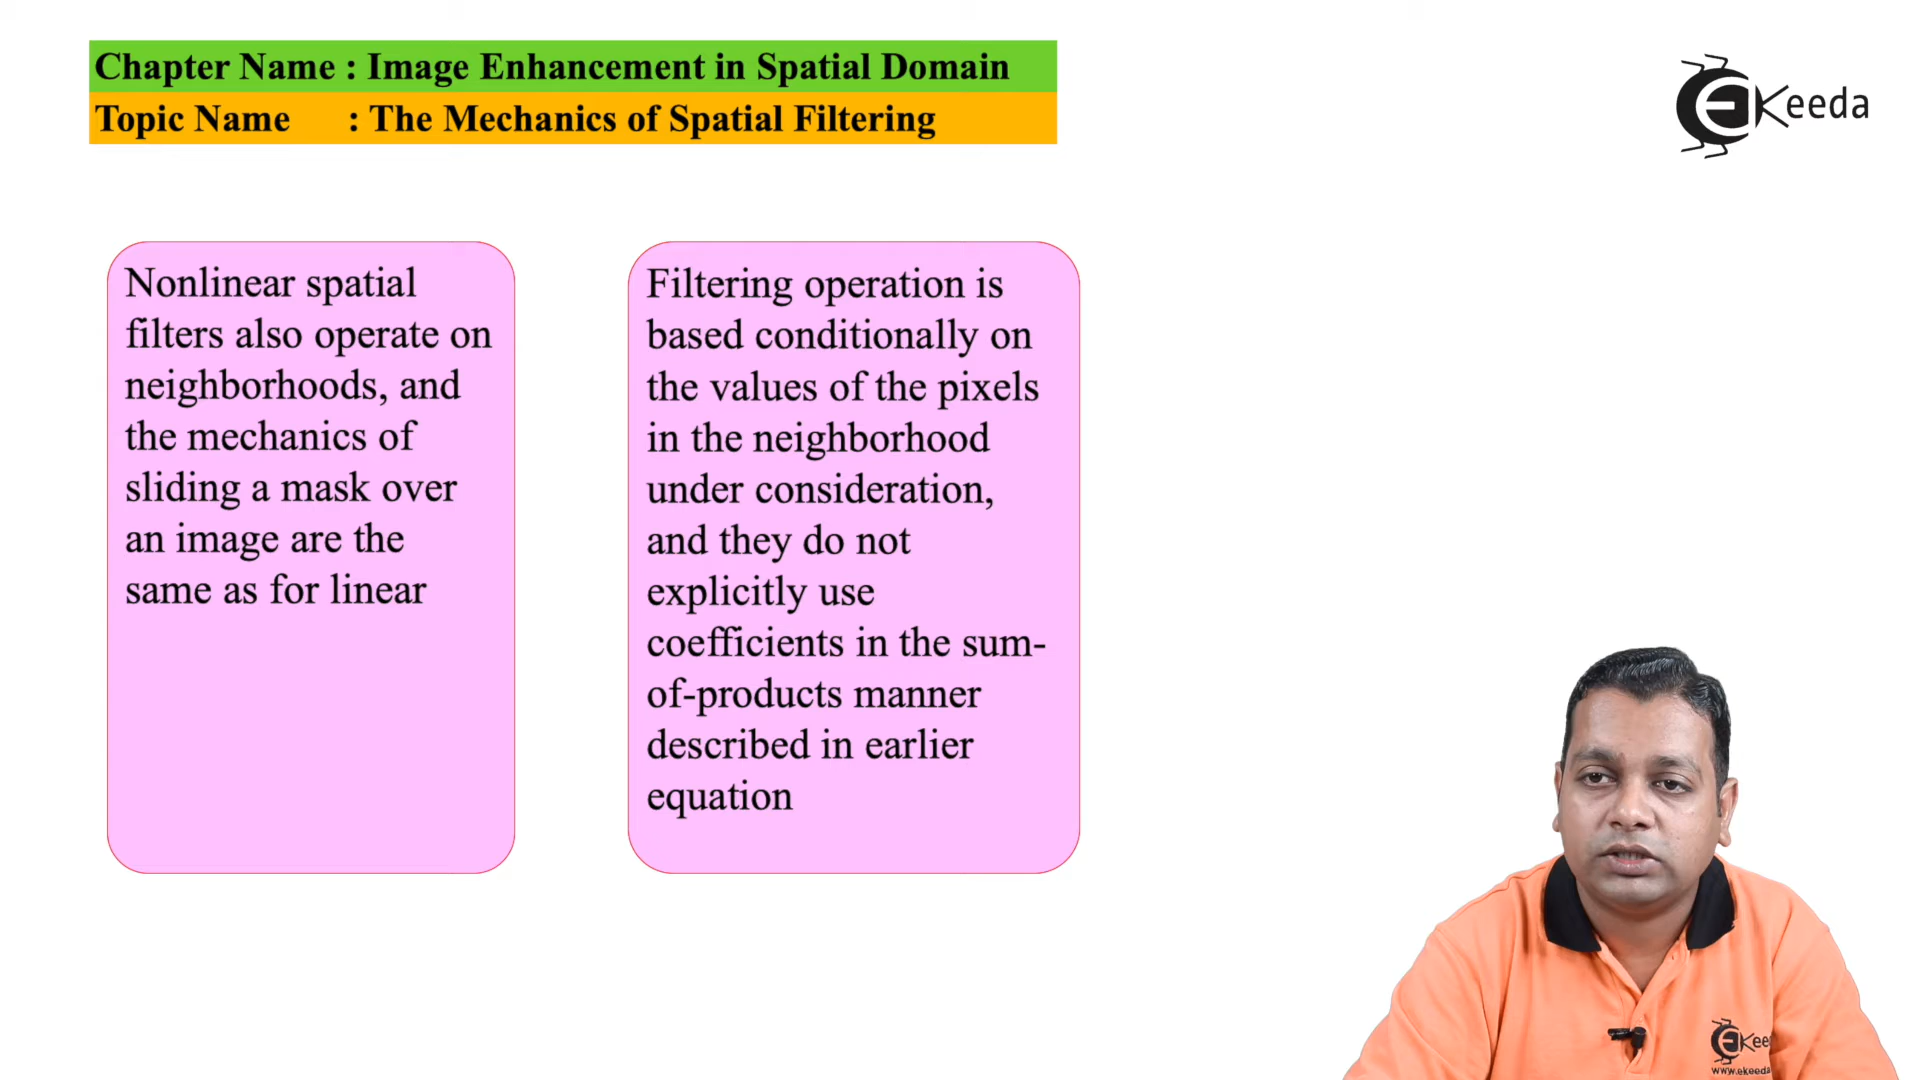 Chapter Name : Image Enhancement in Spatial Domain
Topic Name : The Mechanics of Spatial Filtering
Keeda
Nonlinear spatial
filters also operate on
neighborhoods, and
the mechanics of
sliding a mask over
an image are the
same as for linear
Filtering operation is
based conditionally on
the values of the pixels
in the neighborhood
under consideration,
and they do not
explicitly use
coefficients in the sum-
of-products manner
described in earlier
equation
Kee
www.ekeeda